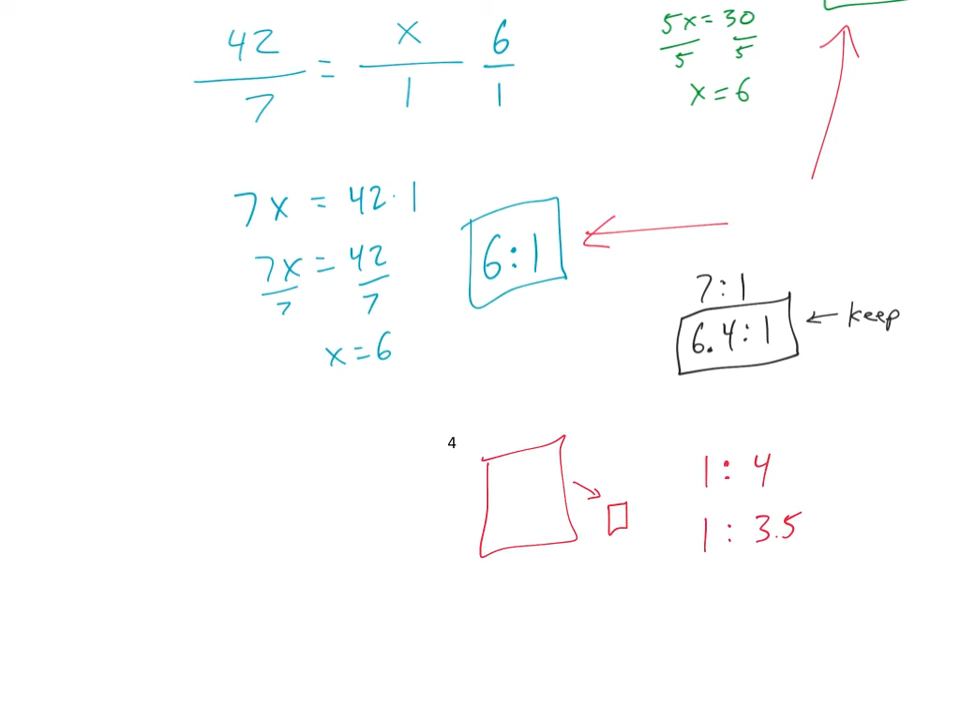 42/7 = x/1 6/1
5x = 30
5 5
x = 6
7x = 42·1
7x/7 = 42/7
x = 6
6:1
7:1
6.4:1 ← keep
4
1:4
1:3.5